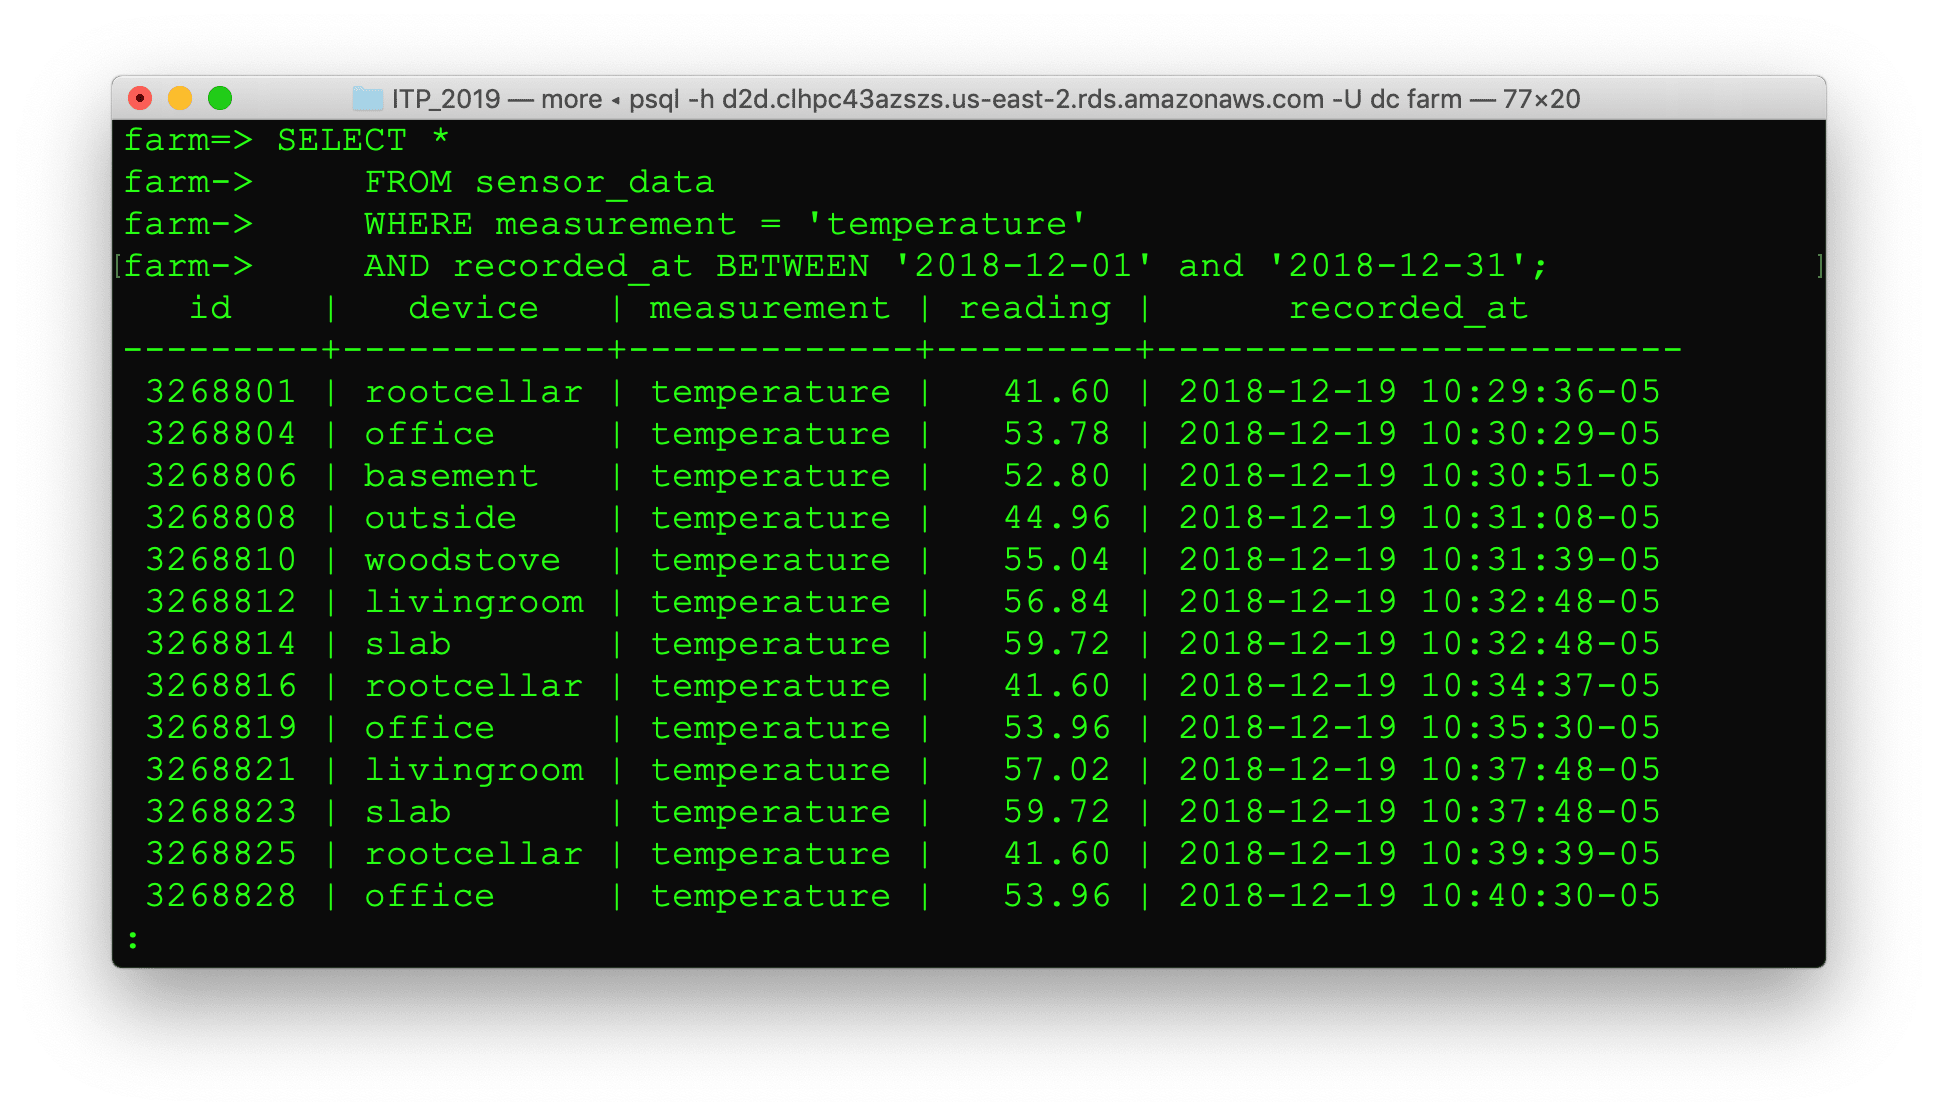 ITP_2019 — more ◂ psql -h d2d.clhpc43azszs.us-east-2.rds.amazonaws.com -U dc farm — 77×20
farm=> SELECT *
farm->     FROM sensor_data
farm->     WHERE measurement = 'temperature'
[farm->     AND recorded_at BETWEEN '2018-12-01' and '2018-12-31'; ]
   id    |   device   | measurement | reading |      recorded_at
---------+------------+-------------+---------+------------------------
 3268801 | rootcellar | temperature |   41.60 | 2018-12-19 10:29:36-05
 3268804 | office     | temperature |   53.78 | 2018-12-19 10:30:29-05
 3268806 | basement   | temperature |   52.80 | 2018-12-19 10:30:51-05
 3268808 | outside    | temperature |   44.96 | 2018-12-19 10:31:08-05
 3268810 | woodstove  | temperature |   55.04 | 2018-12-19 10:31:39-05
 3268812 | livingroom | temperature |   56.84 | 2018-12-19 10:32:48-05
 3268814 | slab       | temperature |   59.72 | 2018-12-19 10:32:48-05
 3268816 | rootcellar | temperature |   41.60 | 2018-12-19 10:34:37-05
 3268819 | office     | temperature |   53.96 | 2018-12-19 10:35:30-05
 3268821 | livingroom | temperature |   57.02 | 2018-12-19 10:37:48-05
 3268823 | slab       | temperature |   59.72 | 2018-12-19 10:37:48-05
 3268825 | rootcellar | temperature |   41.60 | 2018-12-19 10:39:39-05
 3268828 | office     | temperature |   53.96 | 2018-12-19 10:40:30-05
: